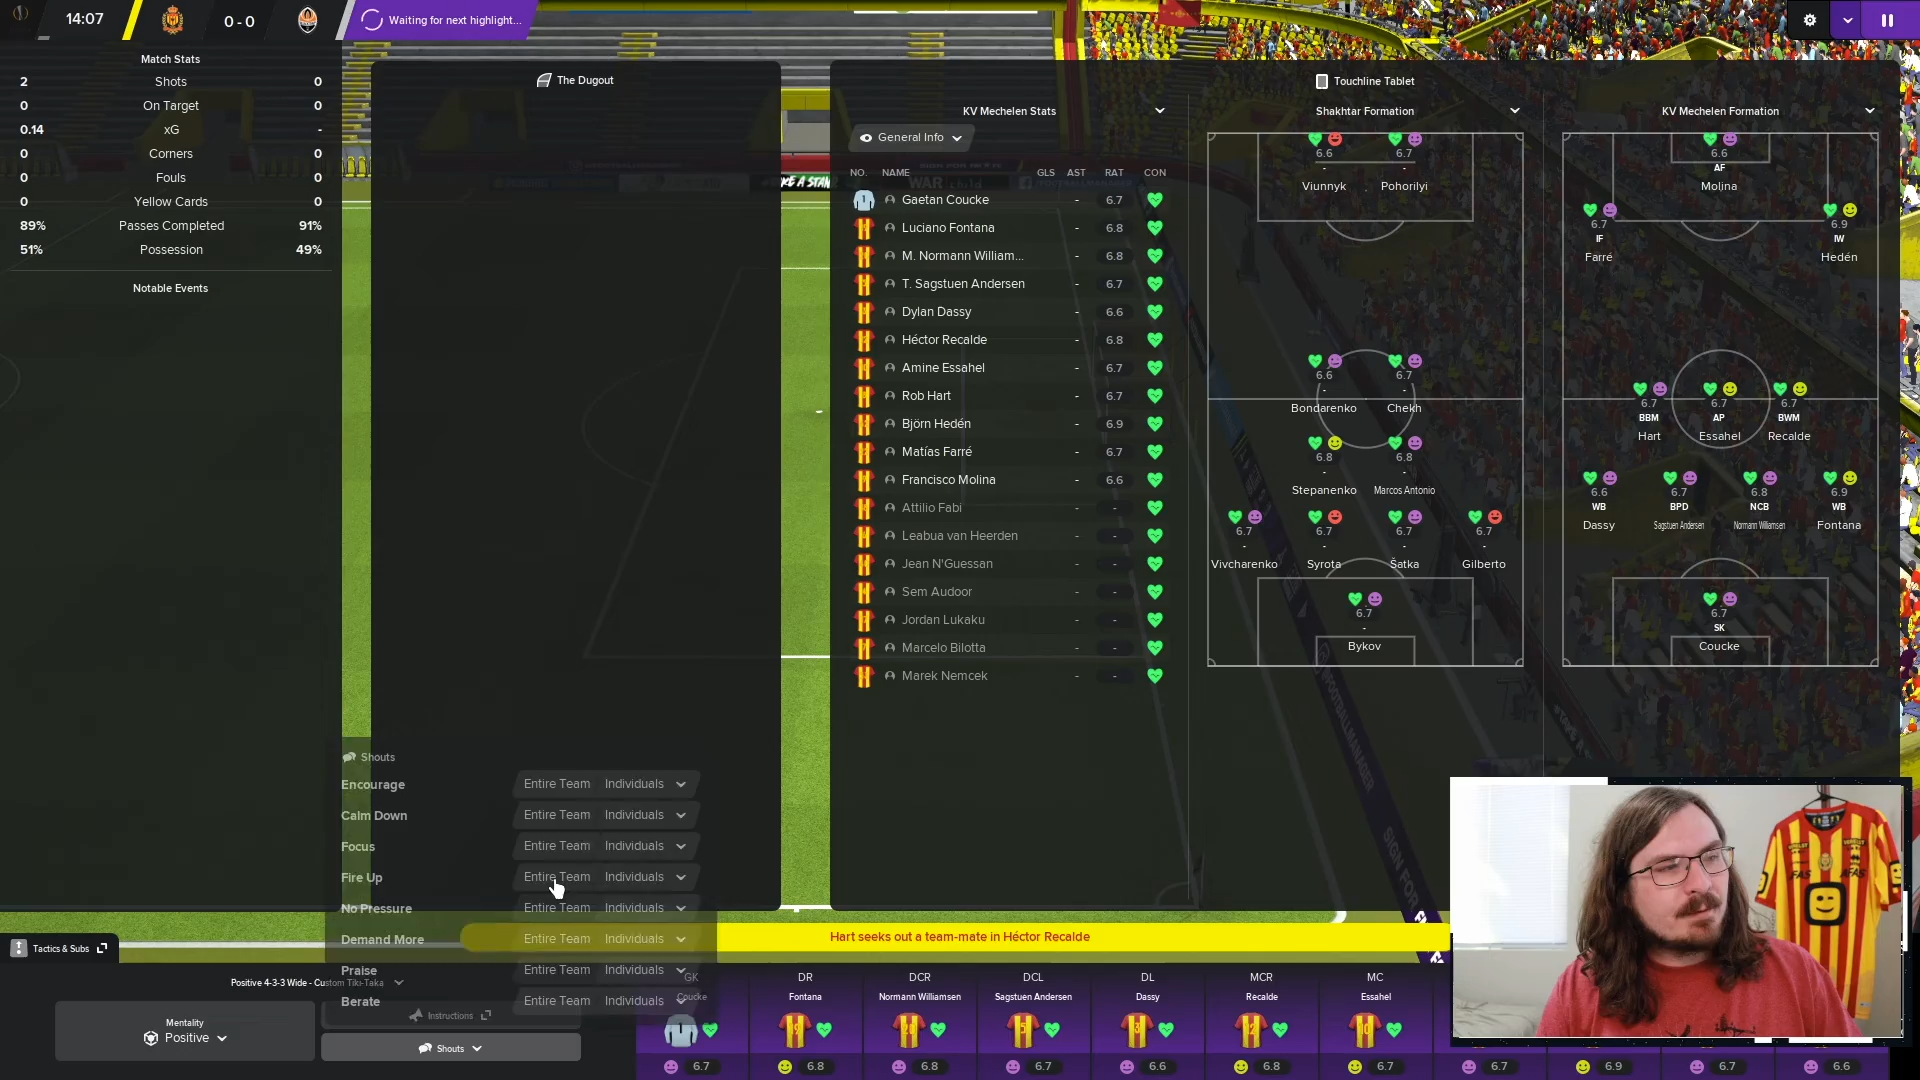 14:07
0 - 0
Waiting for next highlight...
Match Stats
2 Shots 0
0 On Target 0
0.14 xG -
0 Corners 0
0 Fouls 0
0 Yellow Cards 0
89% Passes Completed 91%
51% Possession 49%
Notable Events
The Dugout
Touchline Tablet
KV Mechelen Stats
General Info
NO. NAME GLS AST RAT CON
Gaetan Coucke - 6.7
Luciano Fontana - 6.8
M. Normann William... - 6.8
T. Sagstuen Andersen - 6.7
Dylan Dassy - 6.6
Héctor Recalde - 6.8
Amine Essahel - 6.7
Rob Hart - 6.7
Björn Hedén - 6.9
Matías Farré - 6.7
Francisco Molina - 6.6
Attilio Fabi - -
Leabua van Heerden - -
Jean N'Guessan - -
Sem Audoor - -
Jordan Lukaku - -
Marcelo Bilotta - -
Marek Nemcek - -
Shakhtar Formation
6.6 6.7
- -
Viunnyk Pohorilyi
6.6 6.7
- -
Bondarenko Chekh
6.8 6.8
- -
Stepanenko Marcos Antonio
6.7 6.7 6.7 6.7
- - - -
Vivcharenko Syrota Šatka Gilberto
6.7
-
Bykov
KV Mechelen Formation
6.6
AF
Molina
6.7 6.9
IF IW
Farré Hedén
6.7 6.7 6.7
BBM AP BWM
Hart Essahel Recalde
6.6 6.7 6.8 6.9
WB BPD NCB WB
Dassy Sagstuen Andersen Normann Williamsen Fontana
6.7
SK
Coucke
Shouts
Encourage Entire Team Individuals
Calm Down Entire Team Individuals
Focus Entire Team Individuals
Fire Up Entire Team Individuals
No Pressure Entire Team Individuals
Demand More Entire Team Individuals
Praise Entire Team Individuals
Berate Entire Team Individuals
Hart seeks out a team-mate in Héctor Recalde
Tactics & Subs
Positive 4-3-3 Wide - Custom Tiki-Taka
Mentality
Positive
Instructions
Shouts
GK DR DCR DCL DL MCR MC
Coucke Fontana Normann Williamsen Sagstuen Andersen Dassy Recalde Essahel
6.7 6.8 6.8 6.7 6.6 6.8 6.7 6.7 6.9 6.7 6.6